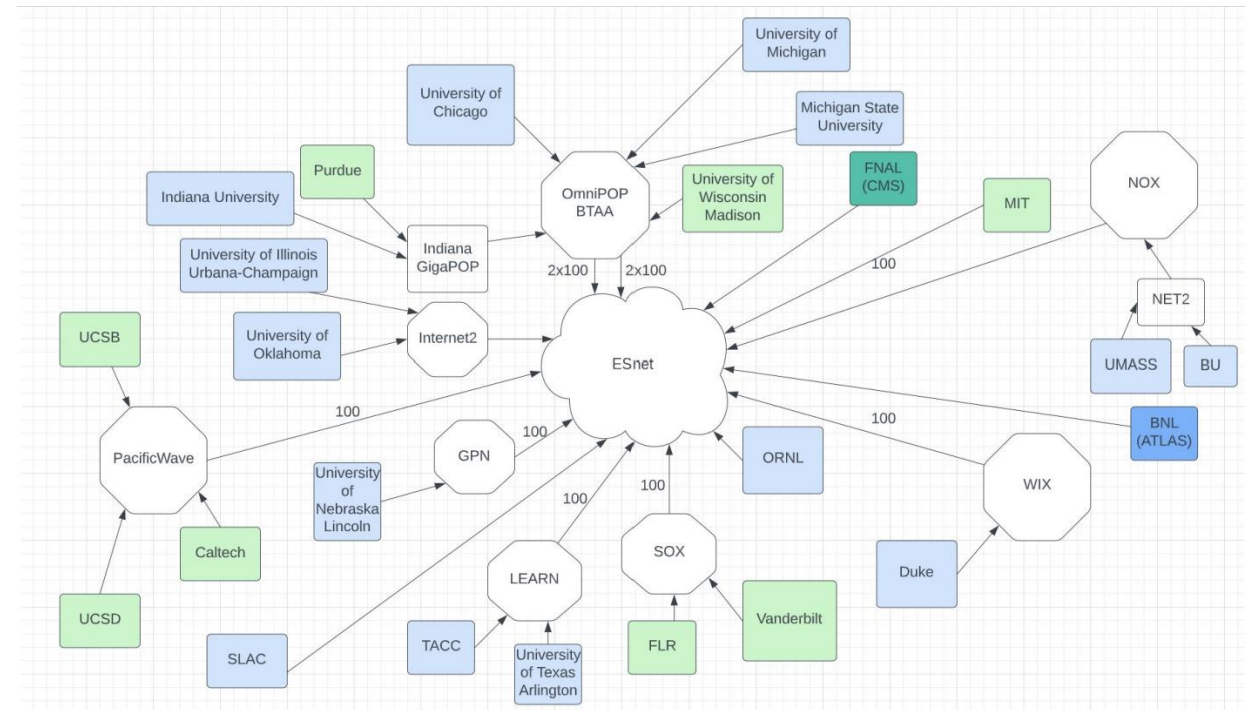 University of
Michigan
University of
Chicago
Michigan State
University
Purdue
FNAL
(CMS)
NOX
Indiana University
OmniPOP
BTAA
University of
Wisconsin
Madison
MIT
University of Illinois
Urbana-Champaign
Indiana
GigaPOP
2x100
2x100
100
NET2
UCSB
University of
Oklahoma
Internet2
ESnet
UMASS
BU
100
PacificWave
GPN
100
100
BNL
(ATLAS)
University
of
Nebraska
Lincoln
ORNL
WIX
100
100
Caltech
SOX
LEARN
Duke
UCSD
Vanderbilt
SLAC
TACC
University
of Texas
Arlington
FLR